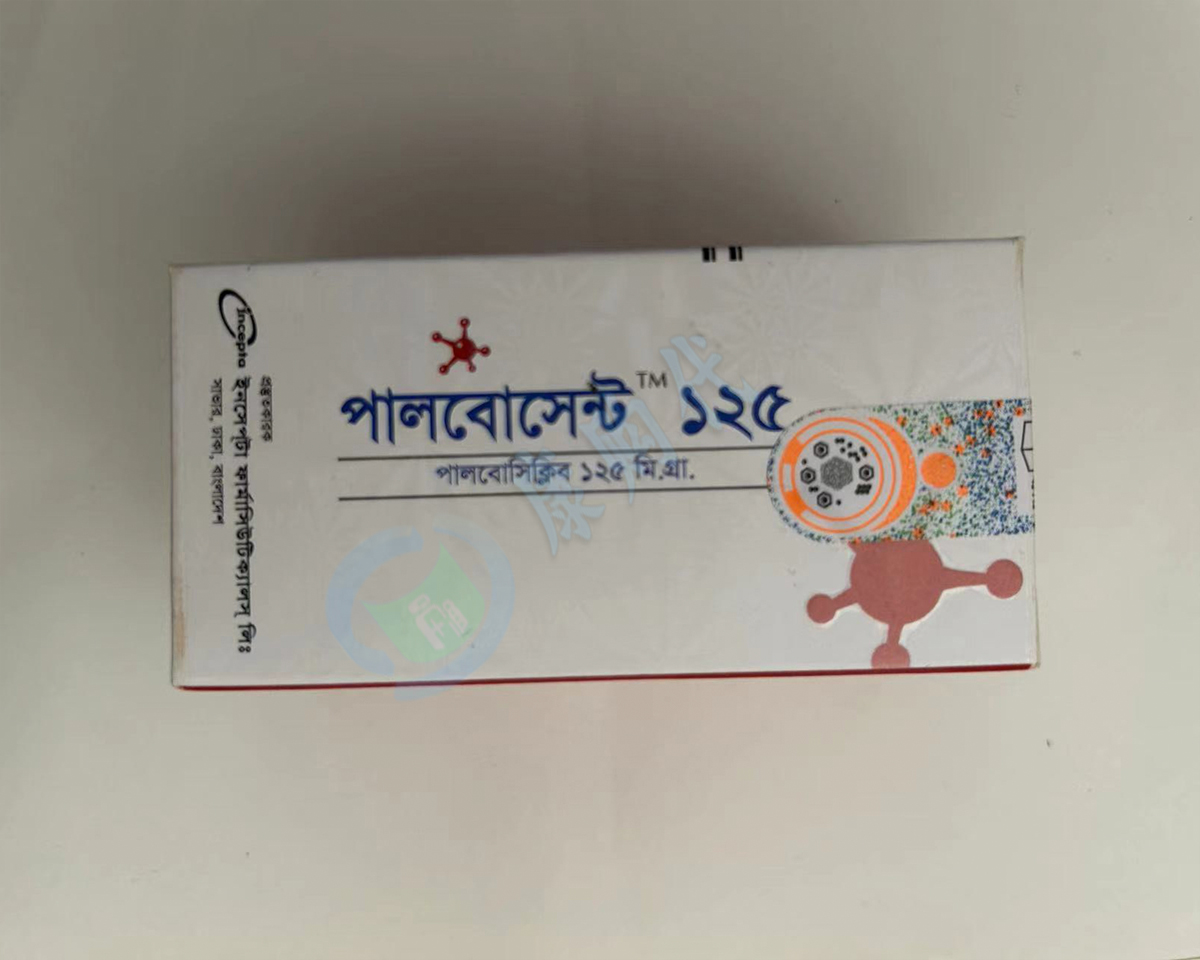 পালবোসেন্ট™ ১২৫
পালবোসিক্লিব ১২৫ মি.গ্রা.
প্রস্তুতকারক
Incepta ইনসেপ্‌টা ফার্মাসিউটিক্যালস্ লিঃ
সাভার, ঢাকা, বাংলাদেশ